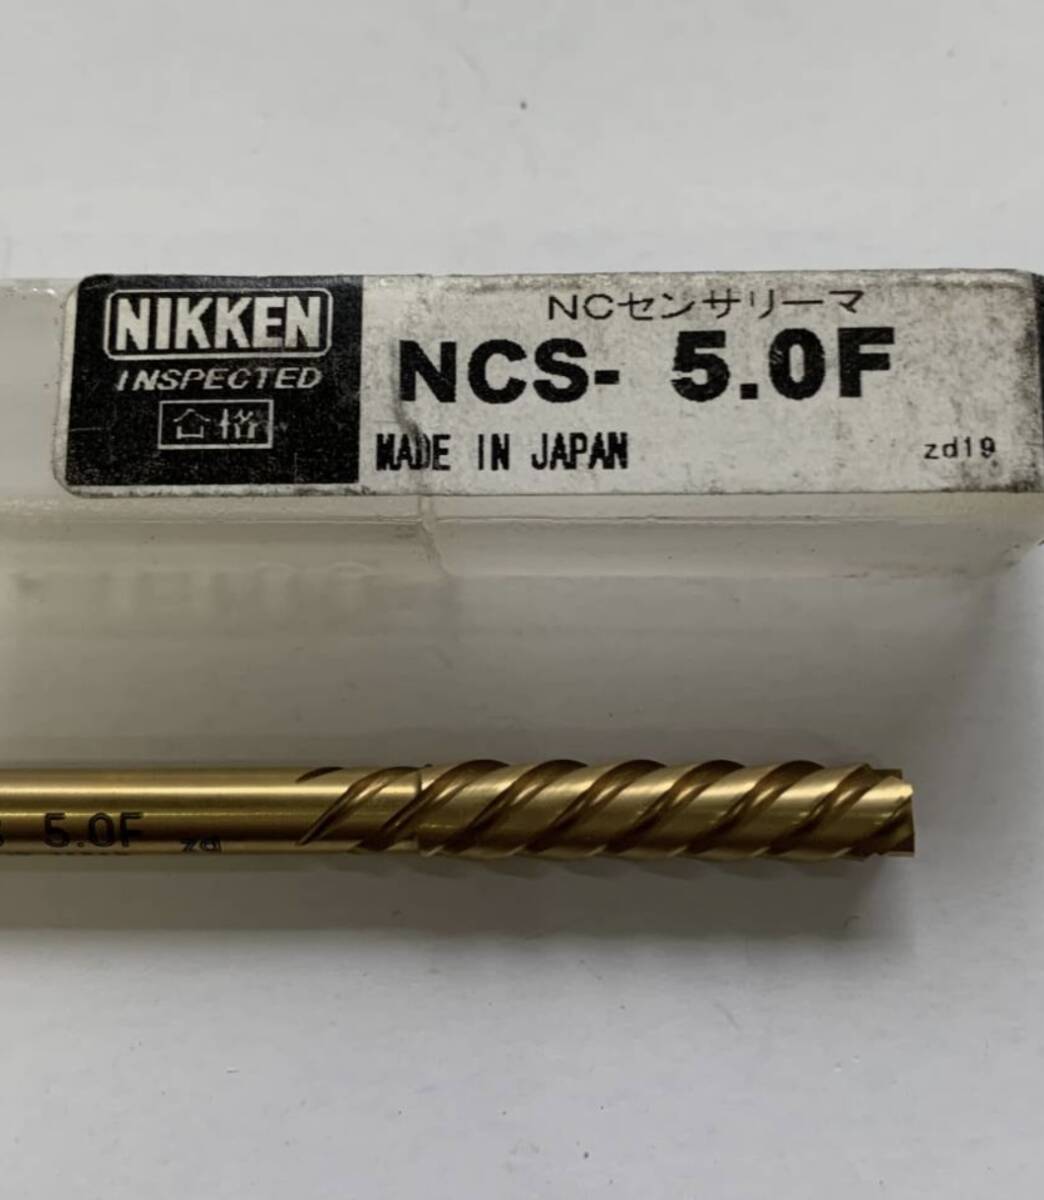 NIKKEN
INSPECTED
合格
NCセンサリーマ
NCS- 5.0F
MADE IN JAPAN
zd19
5.0F zd